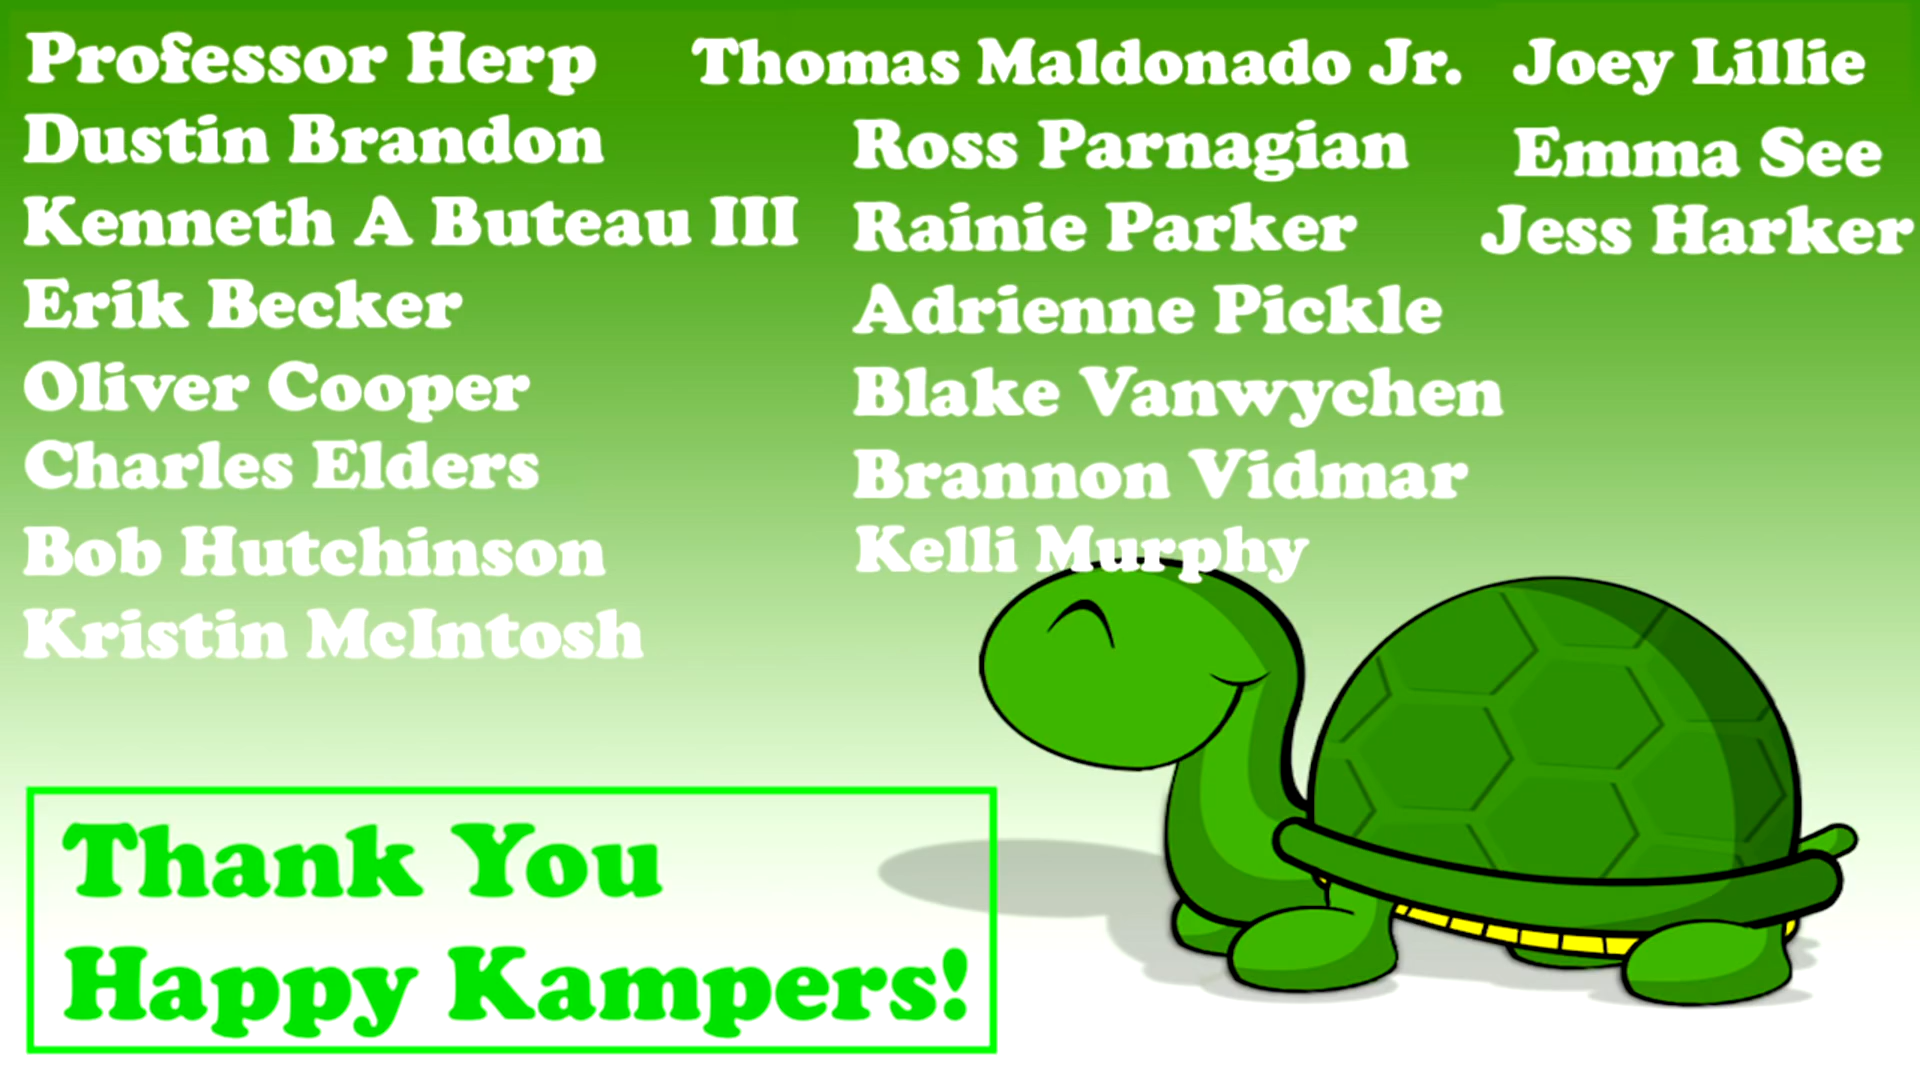 Professor Herp
Dustin Brandon
Kenneth A Buteau III
Erik Becker
Oliver Cooper
Charles Elders
Bob Hutchinson
Kristin McIntosh
Thomas Maldonado Jr.
Ross Parnagian
Rainie Parker
Adrienne Pickle
Blake Vanwychen
Brannon Vidmar
Kelli Murphy
Joey Lillie
Emma See
Jess Harker
Thank You
Happy Kampers!